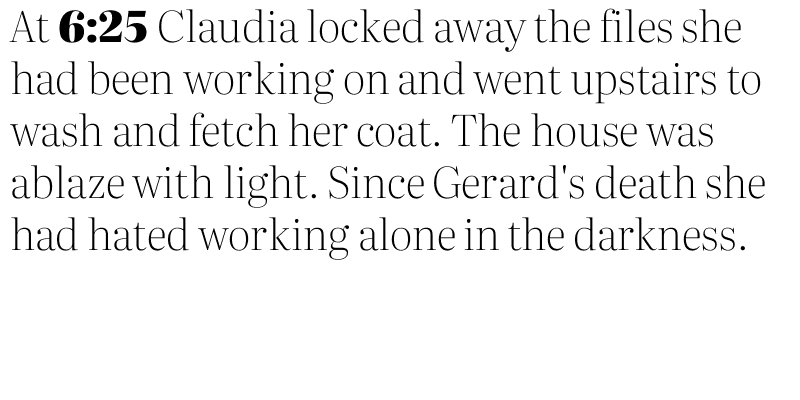 At 6:25 Claudia locked away the files she
had been working on and went upstairs to
wash and fetch her coat. The house was
ablaze with light. Since Gerard's death she
had hated working alone in the darkness.